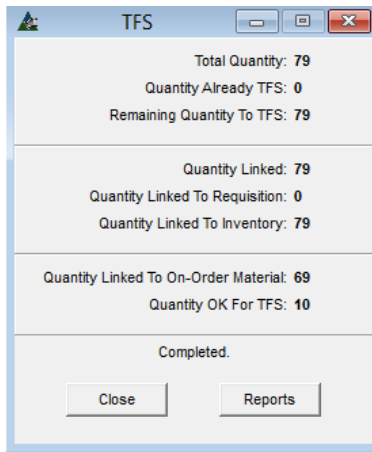 TFS
Total Quantity: 79
Quantity Already TFS: 0
Remaining Quantity To TFS: 79
Quantity Linked: 79
Quantity Linked To Requisition: 0
Quantity Linked To Inventory: 79
Quantity Linked To On-Order Material: 69
Quantity OK For TFS: 10
Completed.
Close Reports